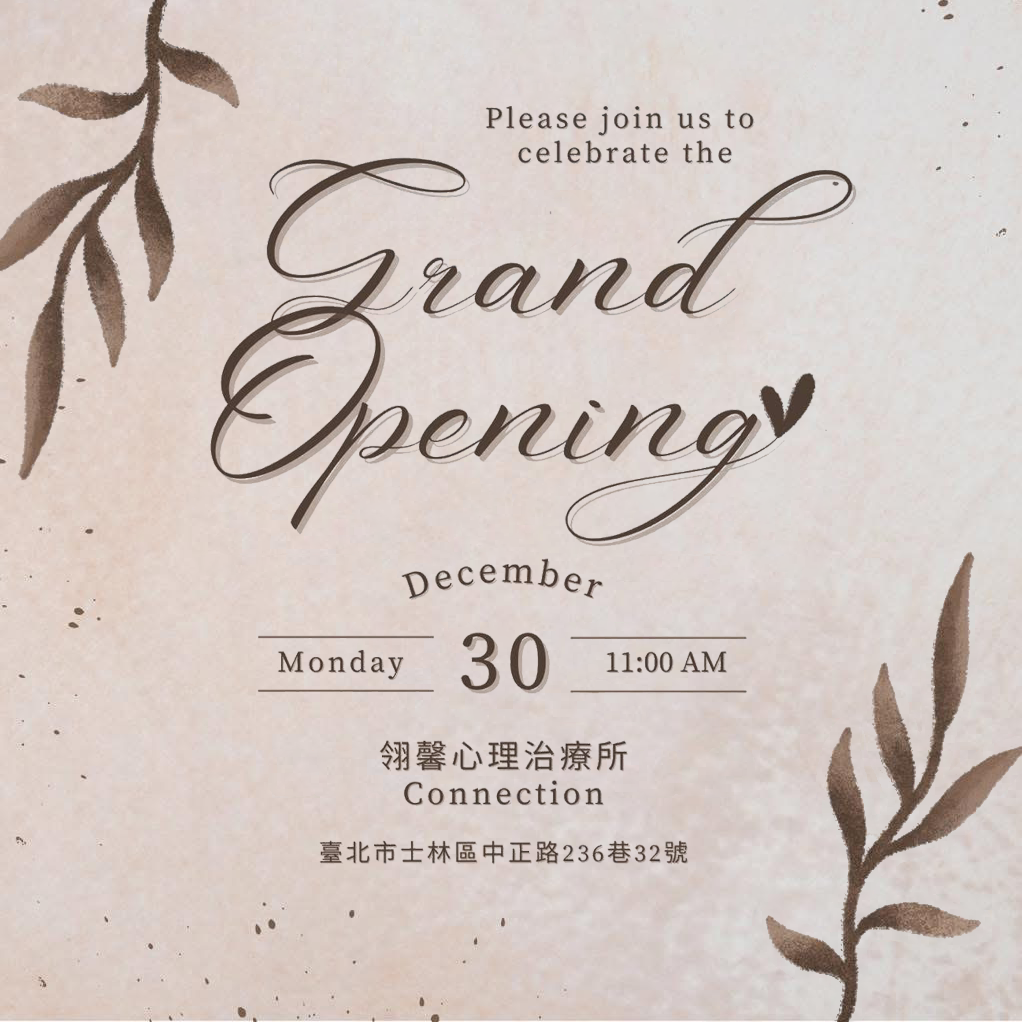 Please join us to
celebrate the
Grand
Opening
December
Monday 30 11:00 AM
翎馨心理治療所
Connection
臺北市士林區中正路236巷32號